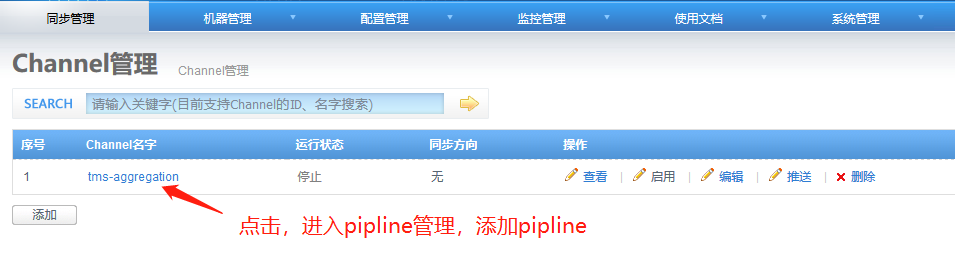 同步管理 机器管理 配置管理 监控管理 使用文档 系统管理
Channel管理 Channel管理
SEARCH 请输入关键字(目前支持Channel的ID、名字搜索)
序号 Channel名字 运行状态 同步方向 操作
1 tms-aggregation 停止 无 查看 | 启用 | 编辑 | 推送 | 删除
添加
点击，进入pipline管理，添加pipline